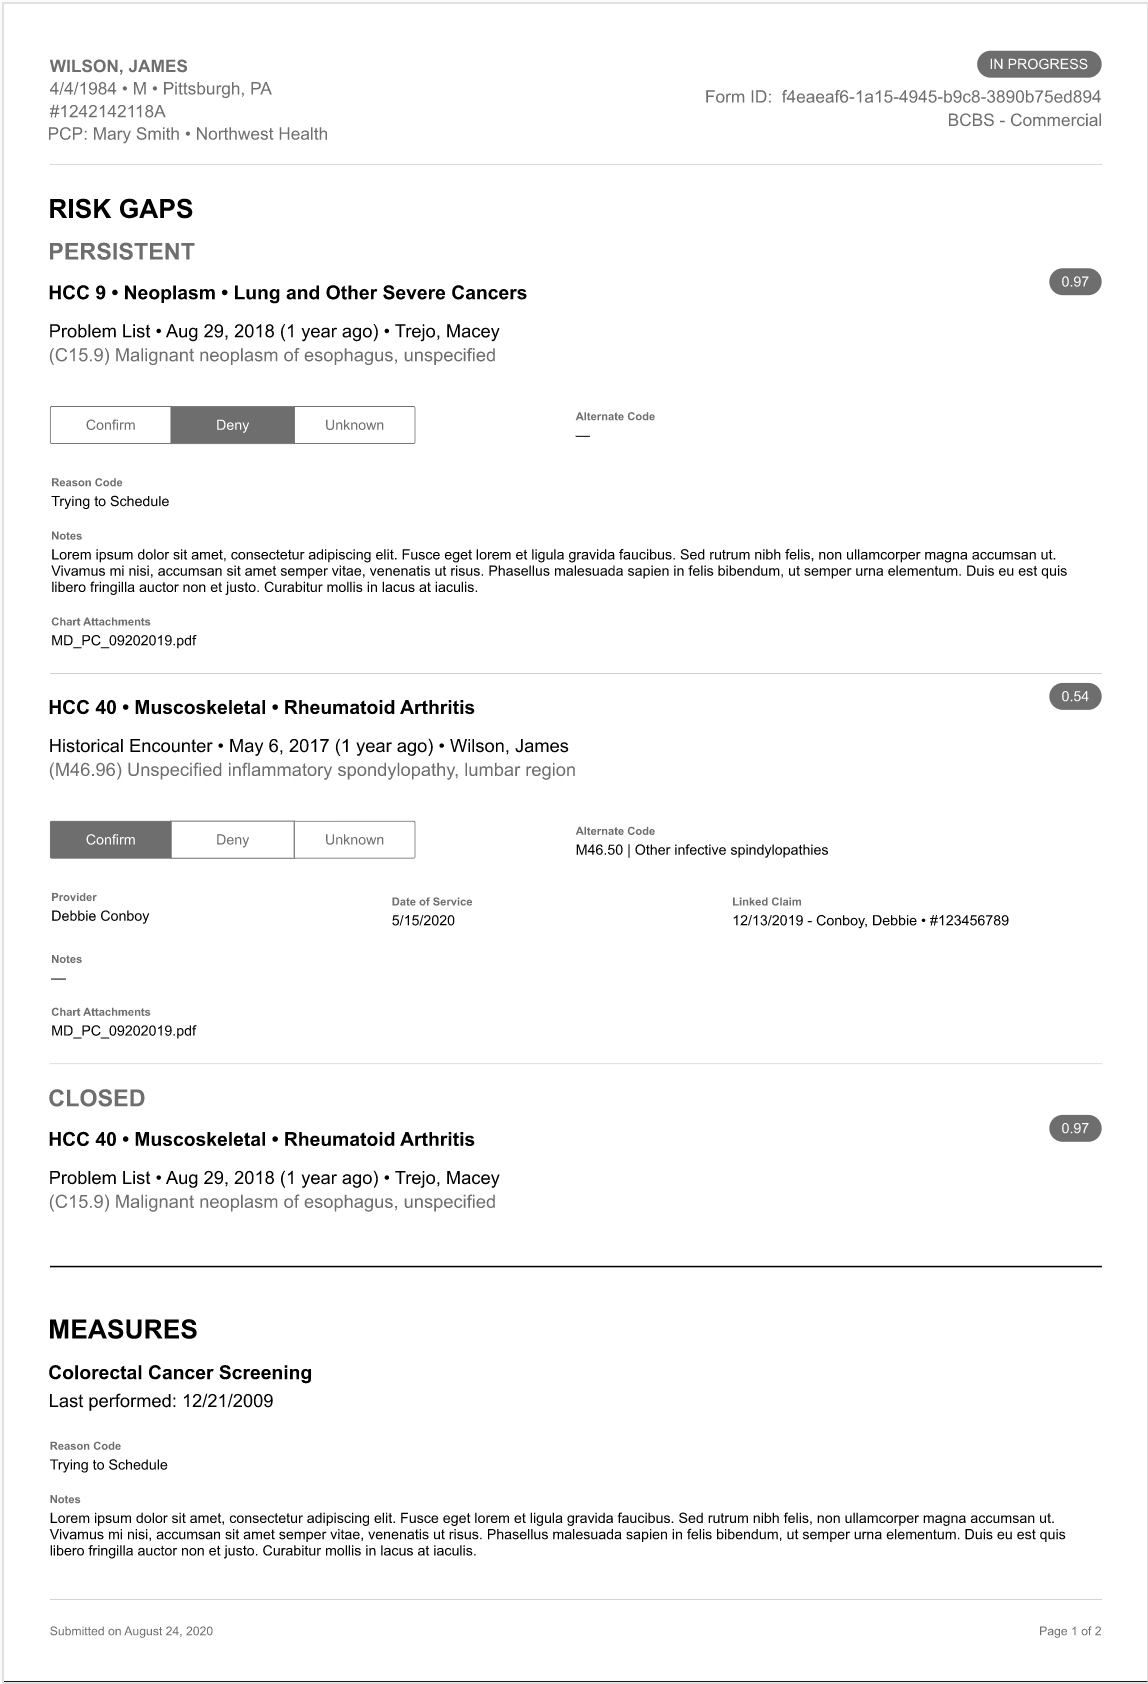 WILSON, JAMES
4/4/1984 • M • Pittsburgh, PA
#1242142118A
PCP: Mary Smith • Northwest Health
IN PROGRESS
Form ID: f4eaeaf6-1a15-4945-b9c8-3890b75ed894
BCBS - Commercial
RISK GAPS
PERSISTENT
HCC 9 • Neoplasm • Lung and Other Severe Cancers
0.97
Problem List • Aug 29, 2018 (1 year ago) • Trejo, Macey
(C15.9) Malignant neoplasm of esophagus, unspecified
Confirm Deny Unknown
Alternate Code
—
Reason Code
Trying to Schedule
Notes
Lorem ipsum dolor sit amet, consectetur adipiscing elit. Fusce eget lorem et ligula gravida faucibus. Sed rutrum nibh felis, non ullamcorper magna accumsan ut.
Vivamus mi nisi, accumsan sit amet semper vitae, venenatis ut risus. Phasellus malesuada sapien in felis bibendum, ut semper urna elementum. Duis eu est quis
libero fringilla auctor non et justo. Curabitur mollis in lacus at iaculis.
Chart Attachments
MD_PC_09202019.pdf
HCC 40 • Muscoskeletal • Rheumatoid Arthritis
0.54
Historical Encounter • May 6, 2017 (1 year ago) • Wilson, James
(M46.96) Unspecified inflammatory spondylopathy, lumbar region
Confirm Deny Unknown
Alternate Code
M46.50 | Other infective spindylopathies
Provider
Debbie Conboy
Date of Service
5/15/2020
Linked Claim
12/13/2019 - Conboy, Debbie • #123456789
Notes
—
Chart Attachments
MD_PC_09202019.pdf
CLOSED
HCC 40 • Muscoskeletal • Rheumatoid Arthritis
0.97
Problem List • Aug 29, 2018 (1 year ago) • Trejo, Macey
(C15.9) Malignant neoplasm of esophagus, unspecified
MEASURES
Colorectal Cancer Screening
Last performed: 12/21/2009
Reason Code
Trying to Schedule
Notes
Lorem ipsum dolor sit amet, consectetur adipiscing elit. Fusce eget lorem et ligula gravida faucibus. Sed rutrum nibh felis, non ullamcorper magna accumsan ut.
Vivamus mi nisi, accumsan sit amet semper vitae, venenatis ut risus. Phasellus malesuada sapien in felis bibendum, ut semper urna elementum. Duis eu est quis
libero fringilla auctor non et justo. Curabitur mollis in lacus at iaculis.
Submitted on August 24, 2020
Page 1 of 2